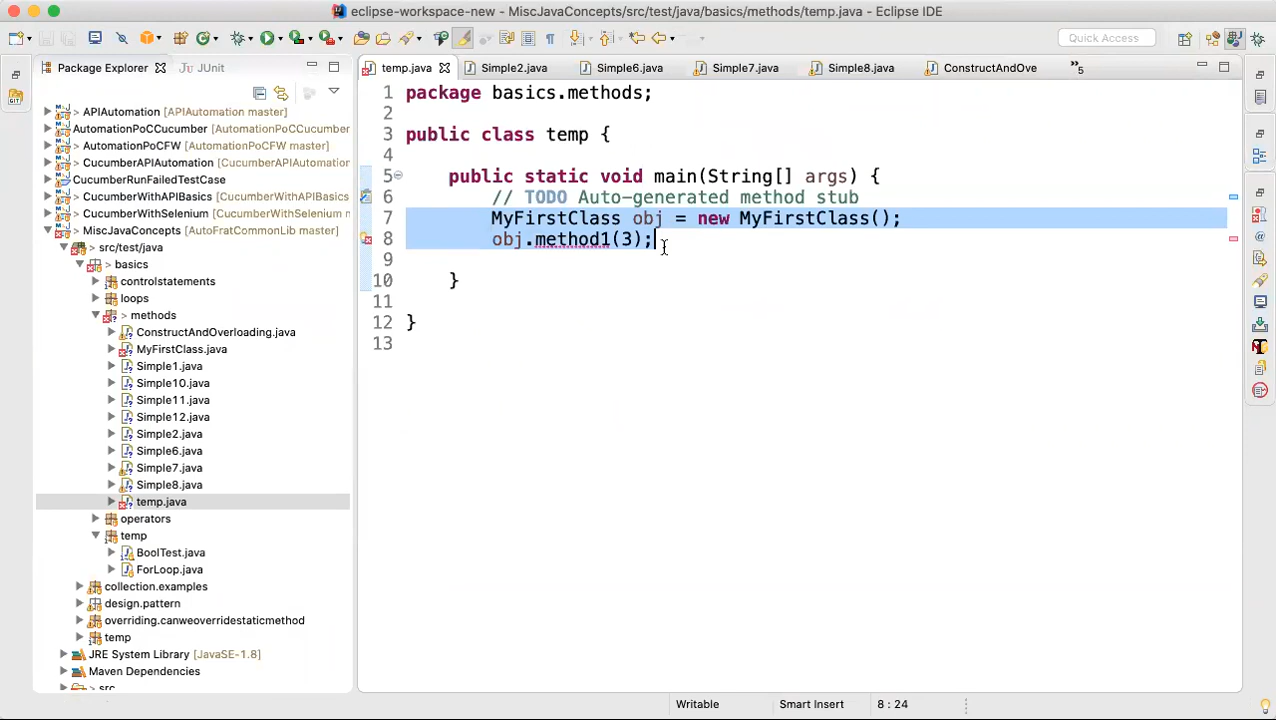 eclipse-workspace-new - MiscJavaConcepts/src/test/java/basics/methods/temp.java - Eclipse IDE
Quick Access
Package Explorer
JUnit
temp.java
Simple2.java
Simple6.java
Simple7.java
Simple8.java
ConstructAndOve
»5
> APIAutomation [APIAutomation master]
AutomationPoCCucumber [AutomationPoCCucumber
> AutomationPoCFW [AutomationPoCFW master]
> CucumberAPIAutomation [CucumberAPIAutomation
CucumberRunFailedTestCase
> CucumberWithAPIBasics [CucumberWithAPIBasics
> CucumberWithSelenium [CucumberWithSelenium
> MiscJavaConcepts [AutoFratCommonLib master]
> src/test/java
> basics
controlstatements
loops
> methods
ConstructAndOverloading.java
MyFirstClass.java
Simple1.java
Simple10.java
Simple11.java
Simple12.java
Simple2.java
Simple6.java
Simple7.java
Simple8.java
temp.java
operators
temp
BoolTest.java
ForLoop.java
collection.examples
design.pattern
overriding.canweoverridestaticmethod
temp
JRE System Library [JavaSE-1.8]
Maven Dependencies
> src
1 package basics.methods;
2
3 public class temp {
4
5 public static void main(String[] args) {
6 // TODO Auto-generated method stub
7 MyFirstClass obj = new MyFirstClass();
8 obj.method1(3);
9
10 }
11
12 }
13
Writable
Smart Insert
8 : 24